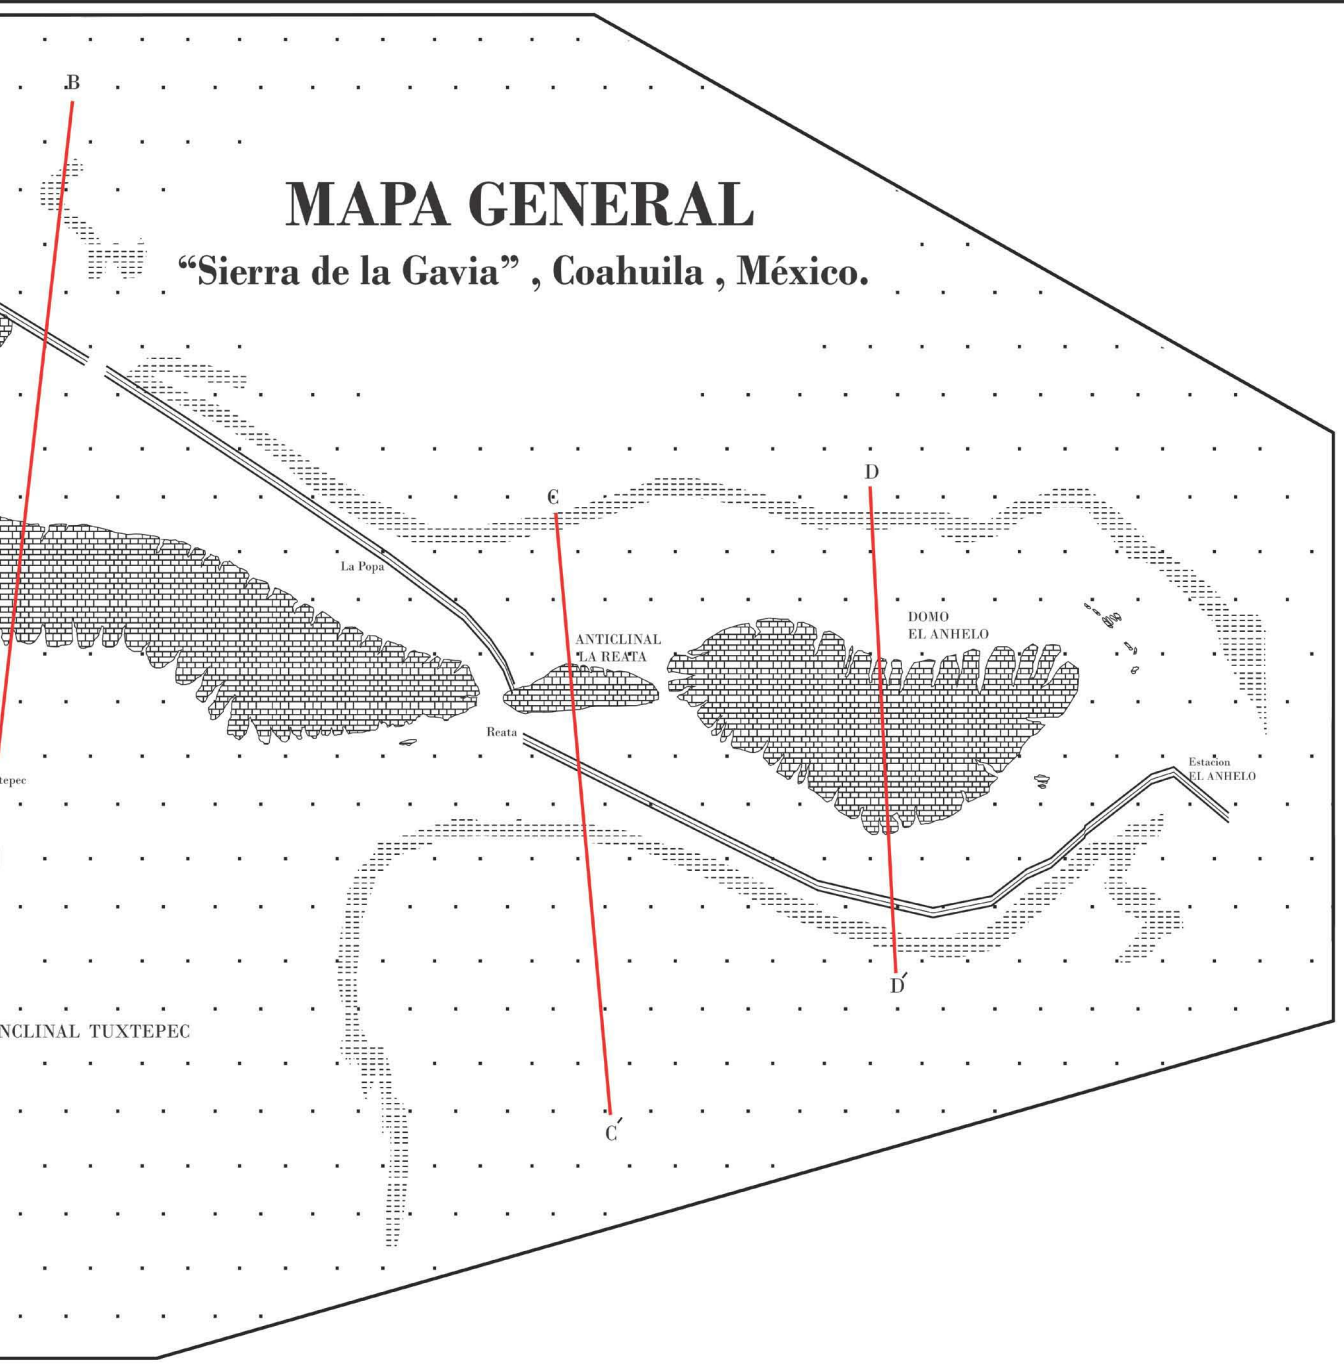 B
MAPA GENERAL
“Sierra de la Gavia” , Coahuila , México.
D
C
La Popa
DOMO
EL ANHELO
ANTICLINAL
LA REATA
Reata
Estacion
EL ANHELO
tepec
D´
NCLINAL TUXTEPEC
C´